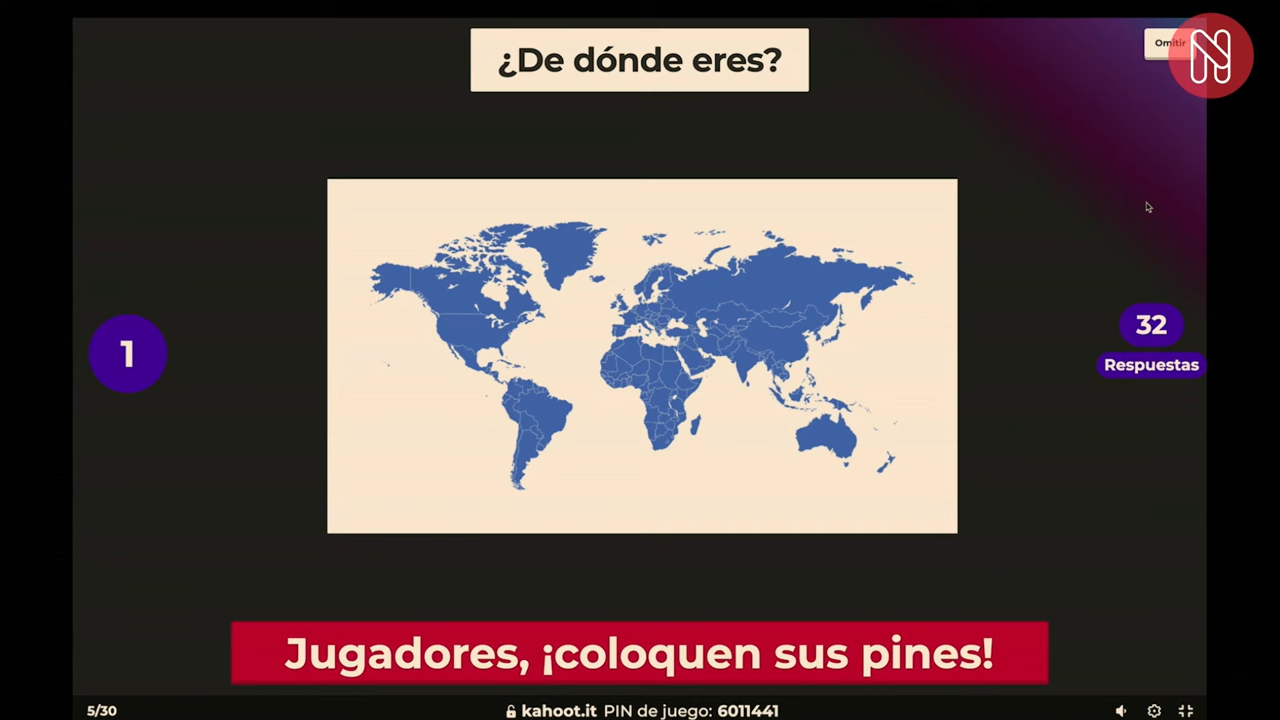 ¿De dónde eres?
Omitir
1
32
Respuestas
Jugadores, ¡coloquen sus pines!
5/30
kahoot.it PIN de juego: 6011441